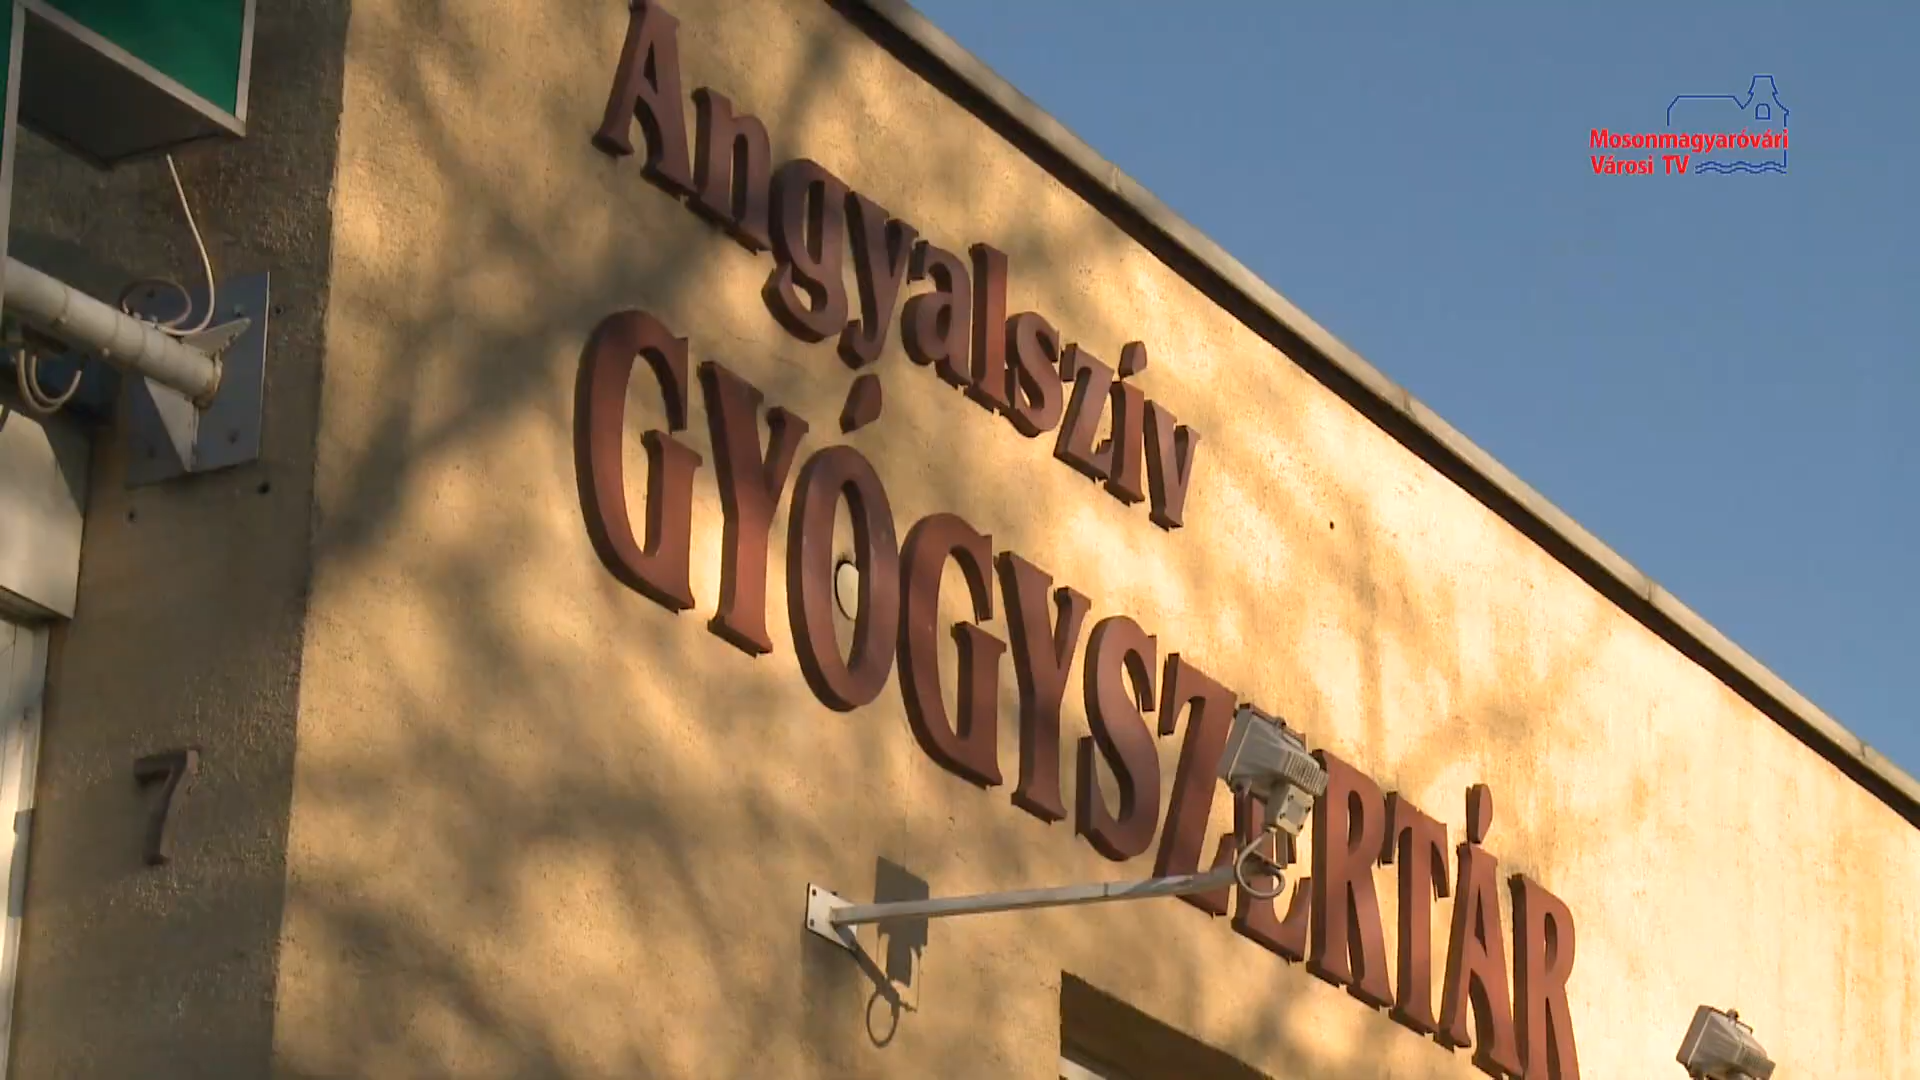 Angyalszív
GYÓGYSZERTÁR
7
Mosonmagyaróvári
Városi TV